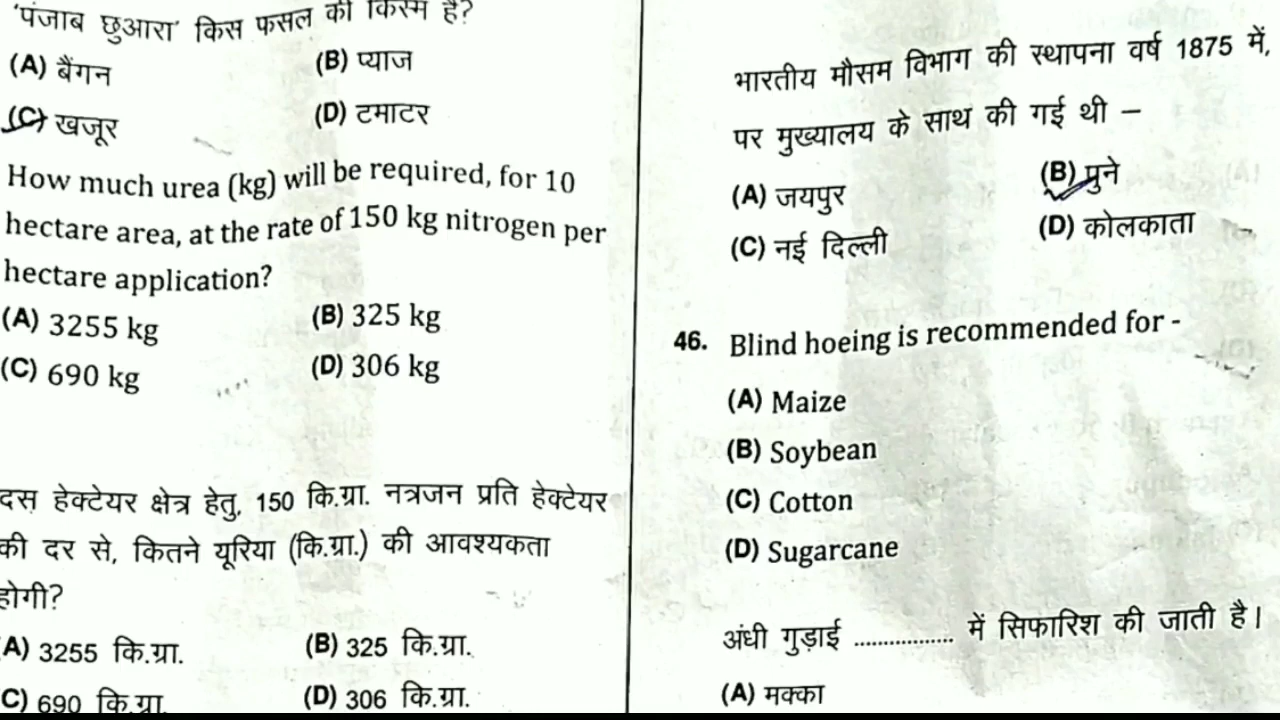 'पंजाब छुआरा' किस फसल की किस्म है?
(A) बैंगन
(B) प्याज
(C) खजूर
(D) टमाटर
How much urea (kg) will be required, for 10
hectare area, at the rate of 150 kg nitrogen per
hectare application?
(A) 3255 kg
(B) 325 kg
(C) 690 kg
(D) 306 kg
दस हेक्टेयर क्षेत्र हेतु, 150 कि.ग्रा. नत्रजन प्रति हेक्टेयर
की दर से, कितने यूरिया (कि.ग्रा.) की आवश्यकता
होगी?
(A) 3255 कि.ग्रा.
(B) 325 कि.ग्रा.
C) 690 कि.ग्रा.
(D) 306 कि.ग्रा.
भारतीय मौसम विभाग की स्थापना वर्ष 1875 में,
पर मुख्यालय के साथ की गई थी –
(A) जयपुर
(B) पुने
(C) नई दिल्ली
(D) कोलकाता
46. Blind hoeing is recommended for -
(A) Maize
(B) Soybean
(C) Cotton
(D) Sugarcane
अंधी गुड़ाई ................. में सिफारिश की जाती है।
(A) मक्का